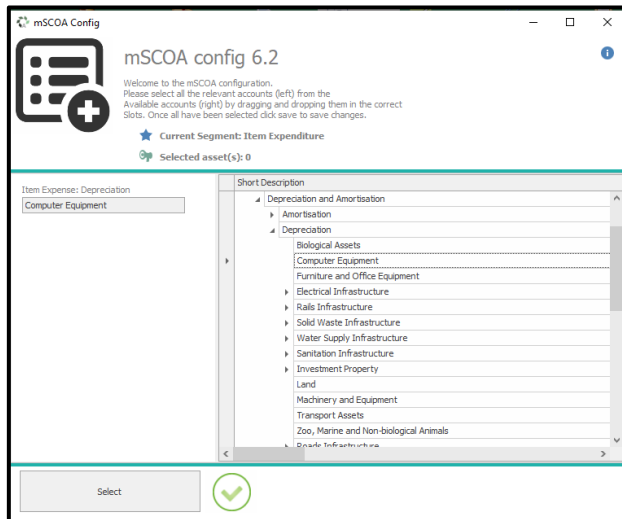 mSCOA Config
mSCOA config 6.2
Welcome to the mSCOA configuration.
Please select all the relevant accounts (left) from the
Available accounts (right) by dragging and dropping them in the correct
Slots. Once all have been selected click save to save changes.
Current Segment: Item Expenditure
Selected asset(s): 0
Item Expense: Depreciation
Computer Equipment
Short Description
Depreciation and Amortisation
Amortisation
Depreciation
Biological Assets
Computer Equipment
Furniture and Office Equipment
Electrical Infrastructure
Rails Infrastructure
Solid Waste Infrastructure
Water Supply Infrastructure
Sanitation Infrastructure
Investment Property
Land
Machinery and Equipment
Transport Assets
Zoo, Marine and Non-biological Animals
Roads Infrastructure
Select